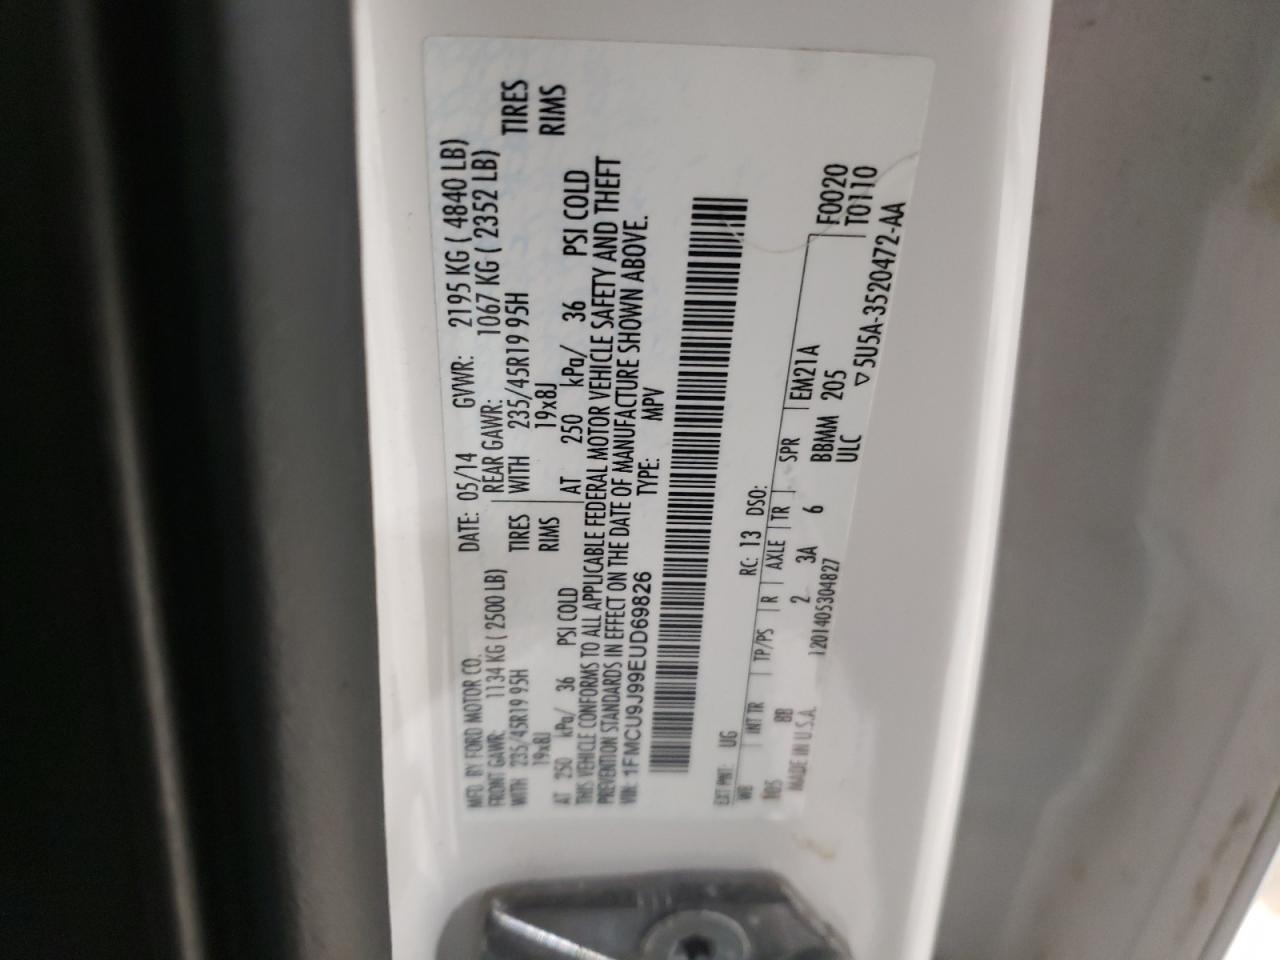 MFD. BY FORD MOTOR CO. DATE: 05/14 GVWR: 2195 KG ( 4840 LB)
FRONT GAWR: 1134 KG ( 2500 LB) REAR GAWR: 1067 KG ( 2352 LB)
WITH 235/45R19 95H TIRES WITH 235/45R19 95H TIRES
19x8J RIMS 19x8J RIMS
AT 250 kPa/ 36 PSI COLD AT 250 kPa/ 36 PSI COLD
THIS VEHICLE CONFORMS TO ALL APPLICABLE FEDERAL MOTOR VEHICLE SAFETY AND THEFT
PREVENTION STANDARDS IN EFFECT ON THE DATE OF MANUFACTURE SHOWN ABOVE.
VIN: 1FMCU9J99EUD69826 TYPE: MPV
EXT PNT: UG RC: 13 DSO:
WB INT TR TP/PS R AXLE TR SPR EM21A F0020
105 BB 2 3A 6 BBMM 205 T0110
MADE IN U.S.A. 1201405304827 ULC ▽5U5A-3520472-AA